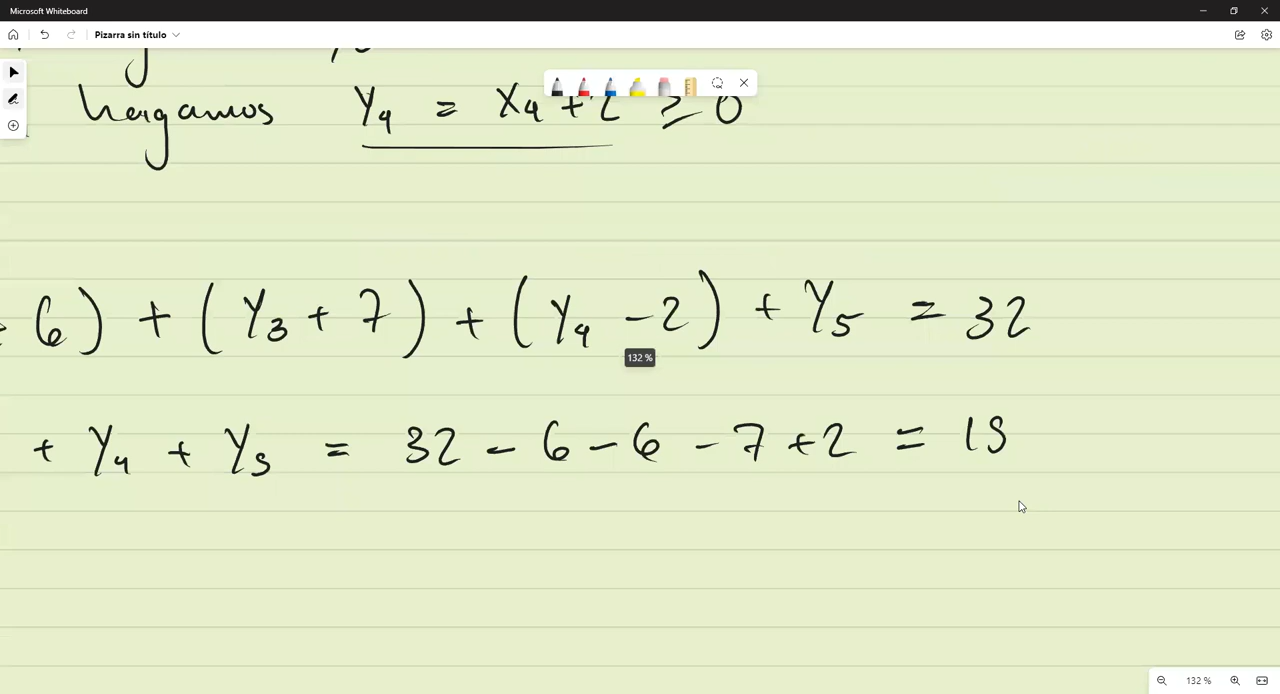 Microsoft Whiteboard
Pizarra sin título
hagamos Y4 = X4 + 2 ≥ 0
6) + (Y3 + 7) + (Y4 - 2) + Y5 = 32
132 %
+ Y4 + Y5 = 32 - 6 - 6 - 7 + 2 = 15
132 %